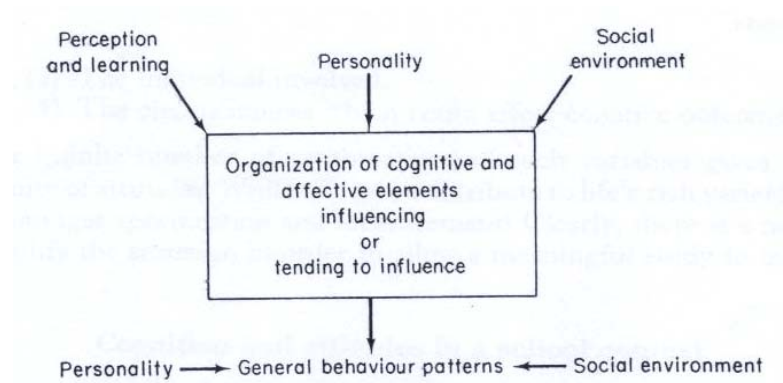 Perception
and learning
Personality
Social
environment
Organization of cognitive and
affective elements
influencing
or
tending to influence
Personality
General behaviour patterns
Social environment